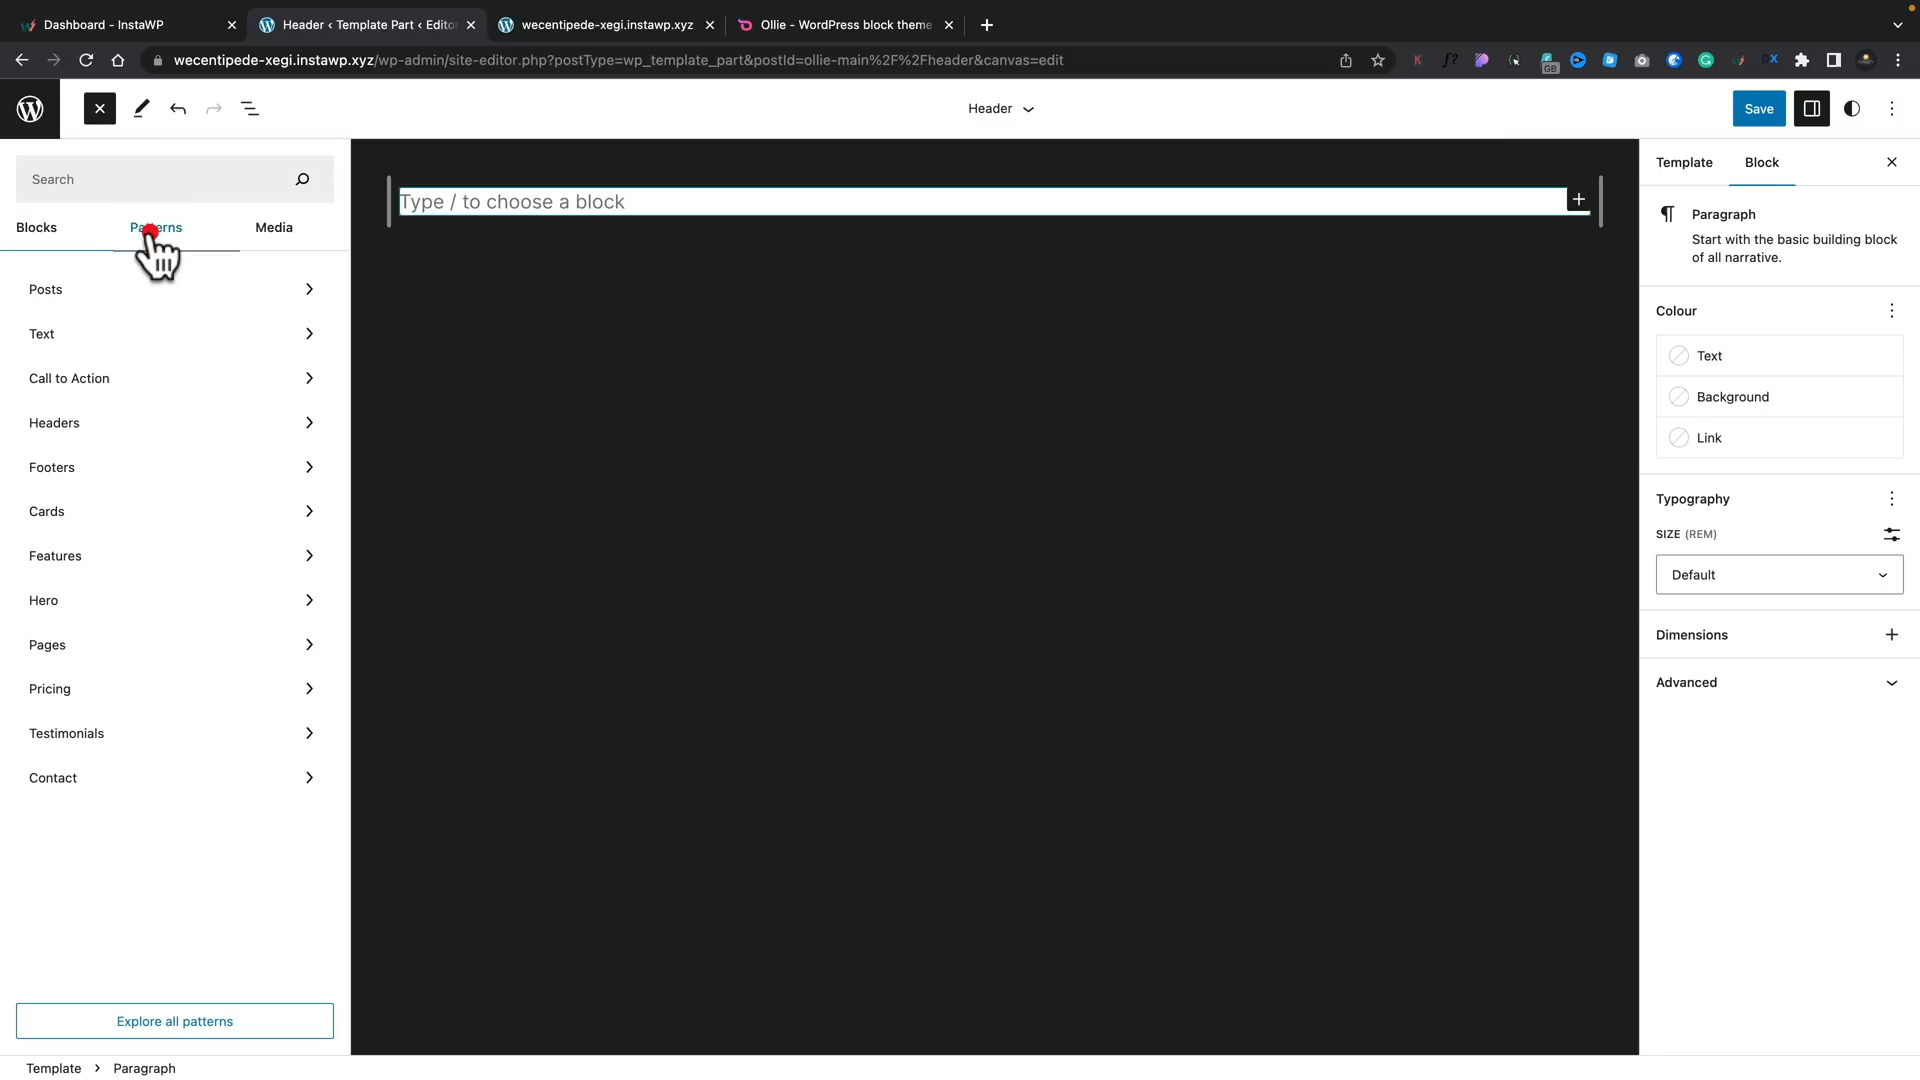 Dashboard - InstaWP
Header ‹ Template Part ‹ Edito
wecentipede-xegi.instawp.xyz
Ollie - WordPress block theme
wecentipede-xegi.instawp.xyz/wp-admin/site-editor.php?postType=wp_template_part&postId=ollie-main%2F%2Fheader&canvas=edit
Header
Save
Search
Blocks
Patterns
Media
Posts
Text
Call to Action
Headers
Footers
Cards
Features
Hero
Pages
Pricing
Testimonials
Contact
Explore all patterns
Template > Paragraph
Type / to choose a block
Template
Block
Paragraph
Start with the basic building block
of all narrative.
Colour
Text
Background
Link
Typography
SIZE (REM)
Default
Dimensions
Advanced